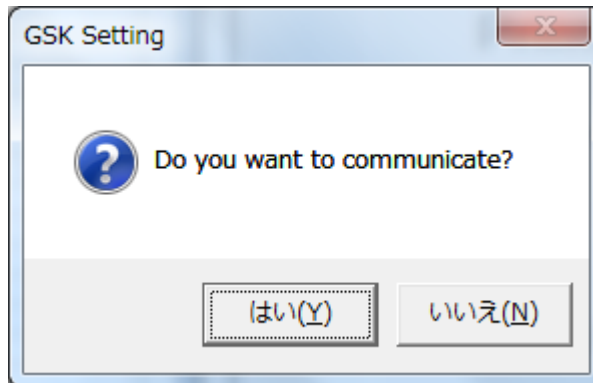 GSK Setting
Do you want to communicate?
はい(Y)
いいえ(N)